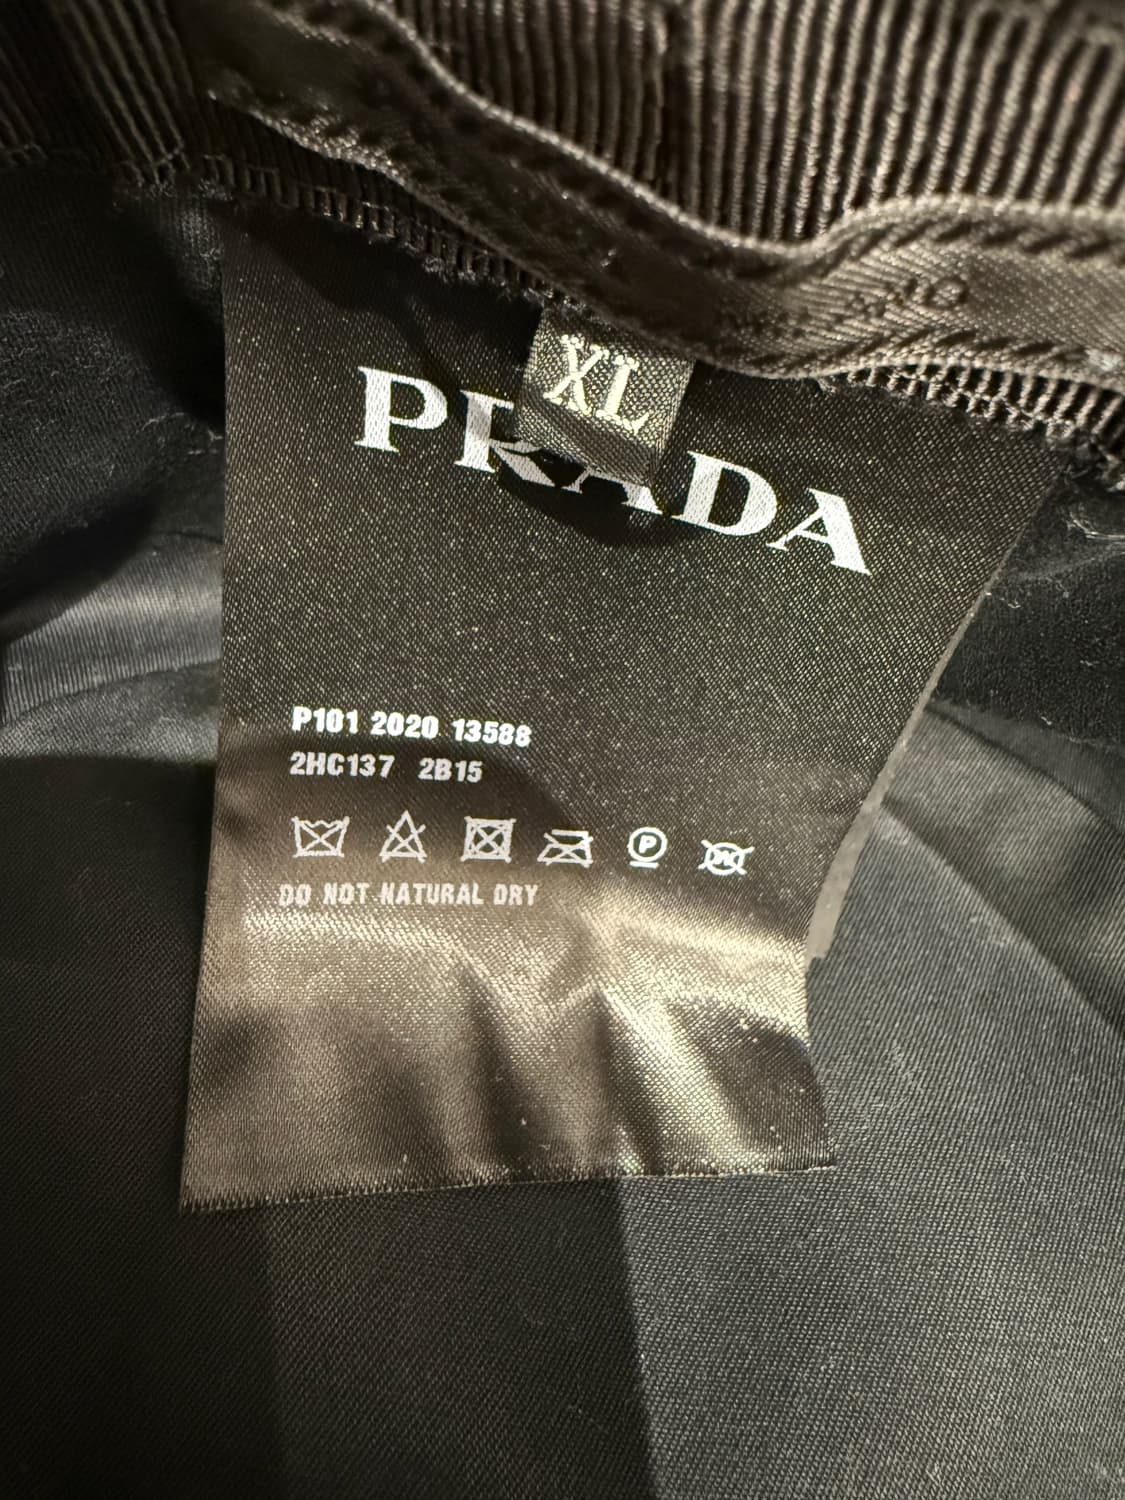 XL
PRADA
P101 2020 13588
2HC137 2B15
P
W
DO NOT NATURAL DRY